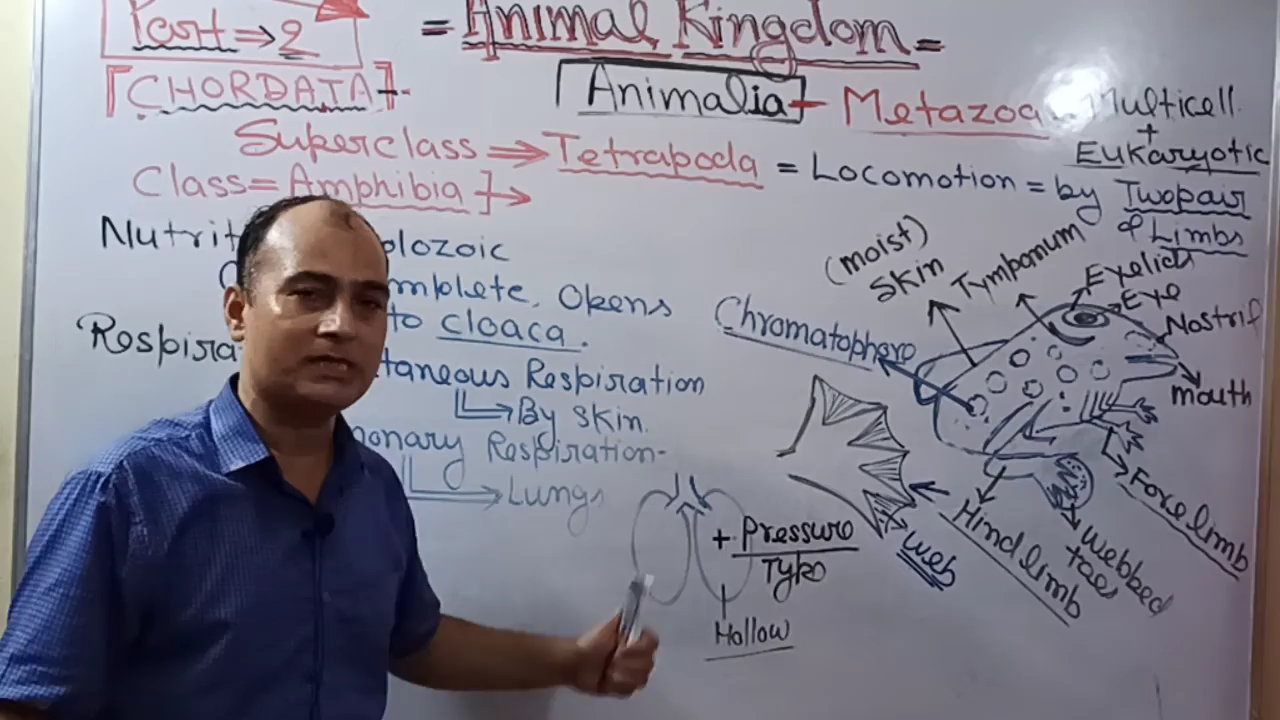 Part ⇒ 2
= Animal Kingdom =
[CHORDATA]-
Animalia - Metazoa
Multicell
+
Eukaryotic
Superclass ⇒ Tetrapoda = Locomotion = by Twopair
of Limbs
Class = Amphibia ]→
Nutrit olozoic
mplete, Opens
to cloaca.
Respira taneous Respiration
By skin.
monary Respiration-
Lungs
+ Pressure
Type
Hollow
(moist)
Skin
Tympanum
Eyelid
Eye
Nostril
mouth
Chromatophore
Fore limb
Hind limb
Webbed
toes
web